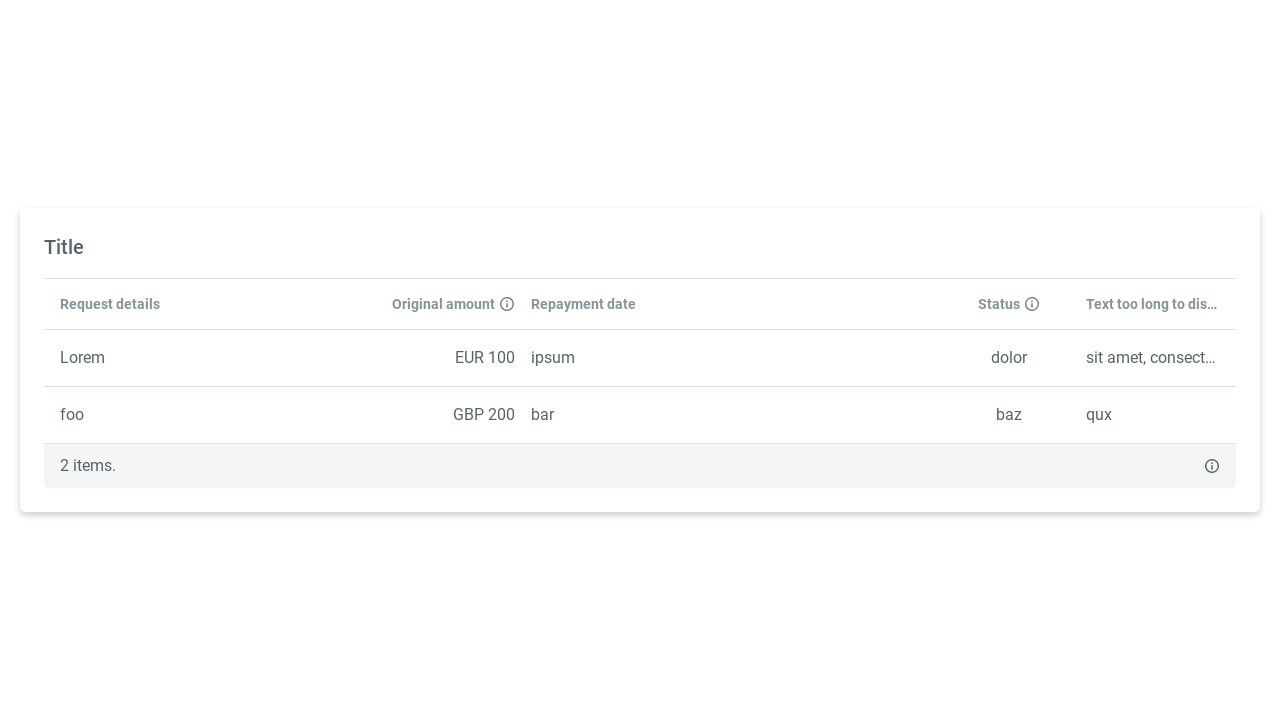 Title
Request details Original amount Repayment date Status Text too long to dis…
Lorem EUR 100 ipsum dolor sit amet, consect…
foo GBP 200 bar baz qux
2 items.